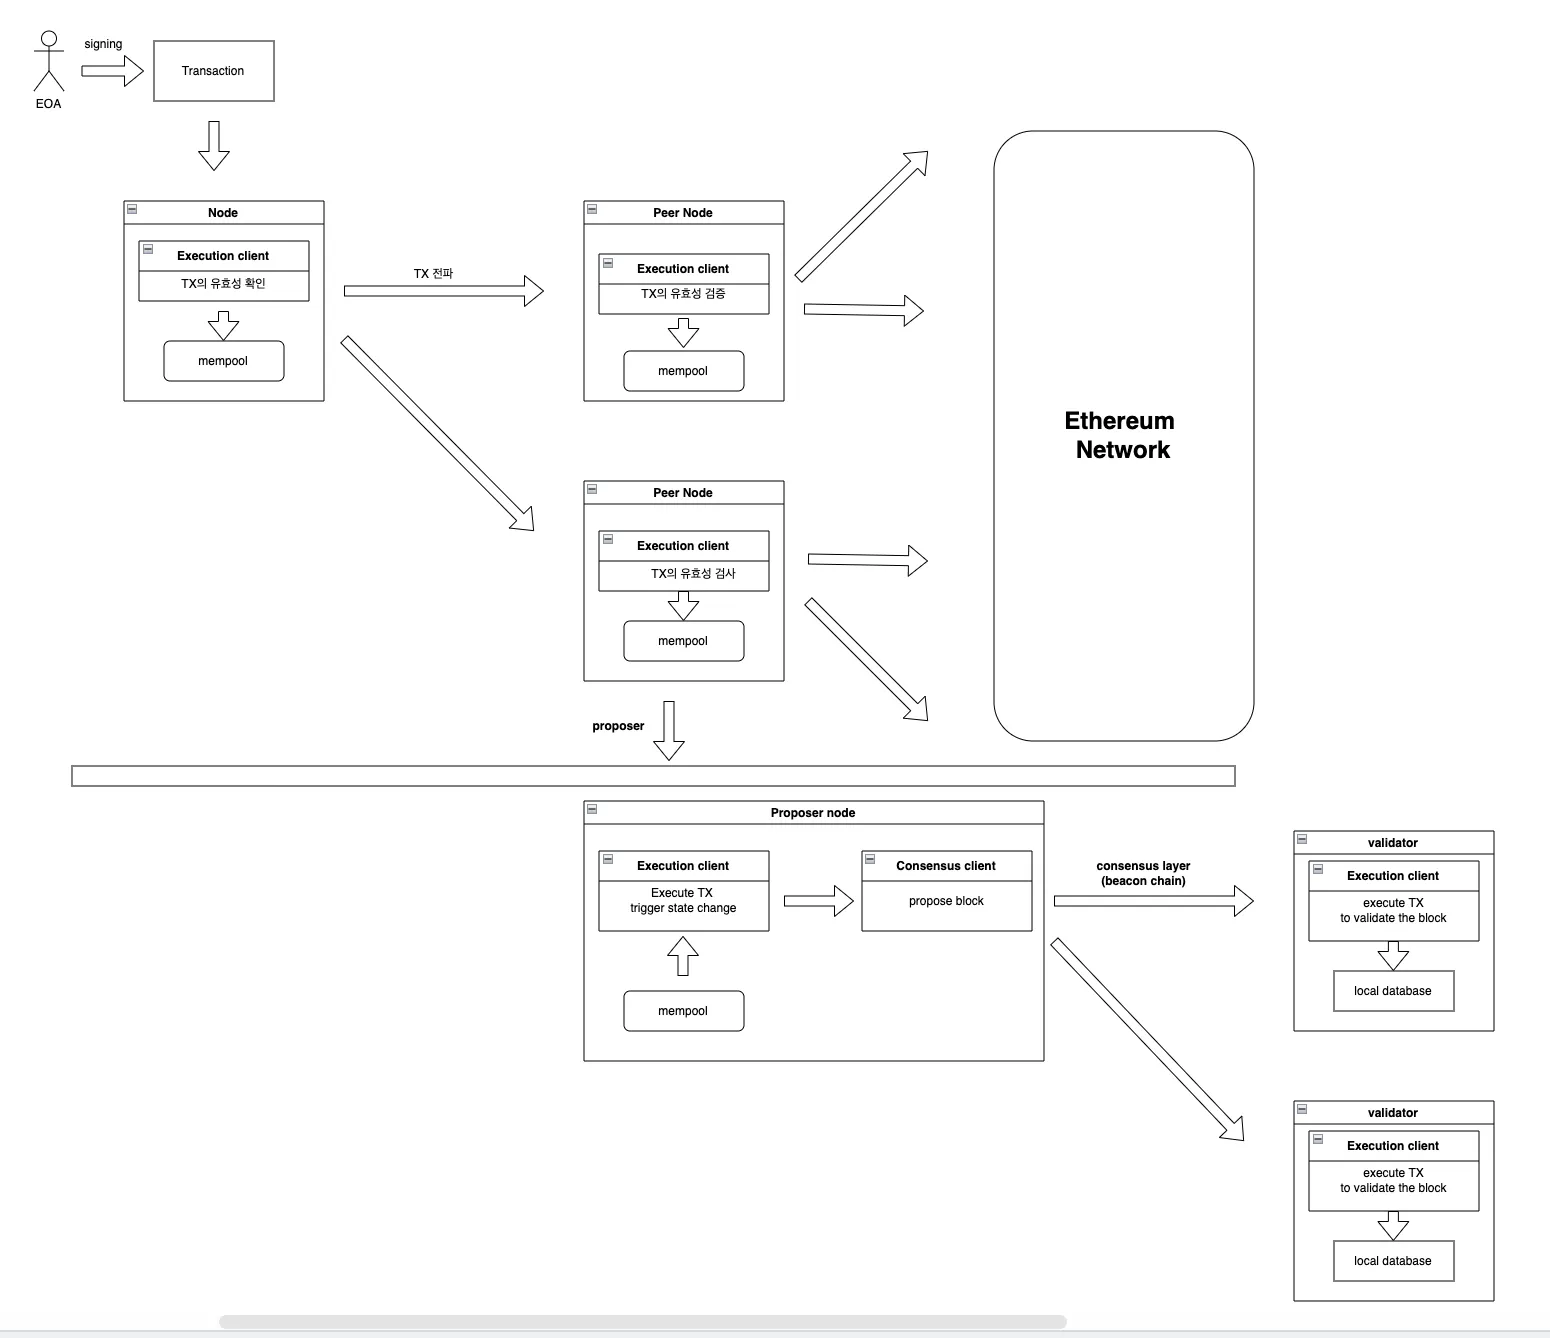 signing
Transaction
EOA
Node
Execution client
TX의 유효성 확인
mempool
TX 전파
Peer Node
Execution client
TX의 유효성 검증
mempool
Ethereum
Network
Peer Node
Execution client
TX의 유효성 검사
mempool
proposer
Proposer node
Execution client
Execute TX
trigger state change
mempool
Consensus client
propose block
consensus layer
(beacon chain)
validator
Execution client
execute TX
to validate the block
local database
validator
Execution client
execute TX
to validate the block
local database